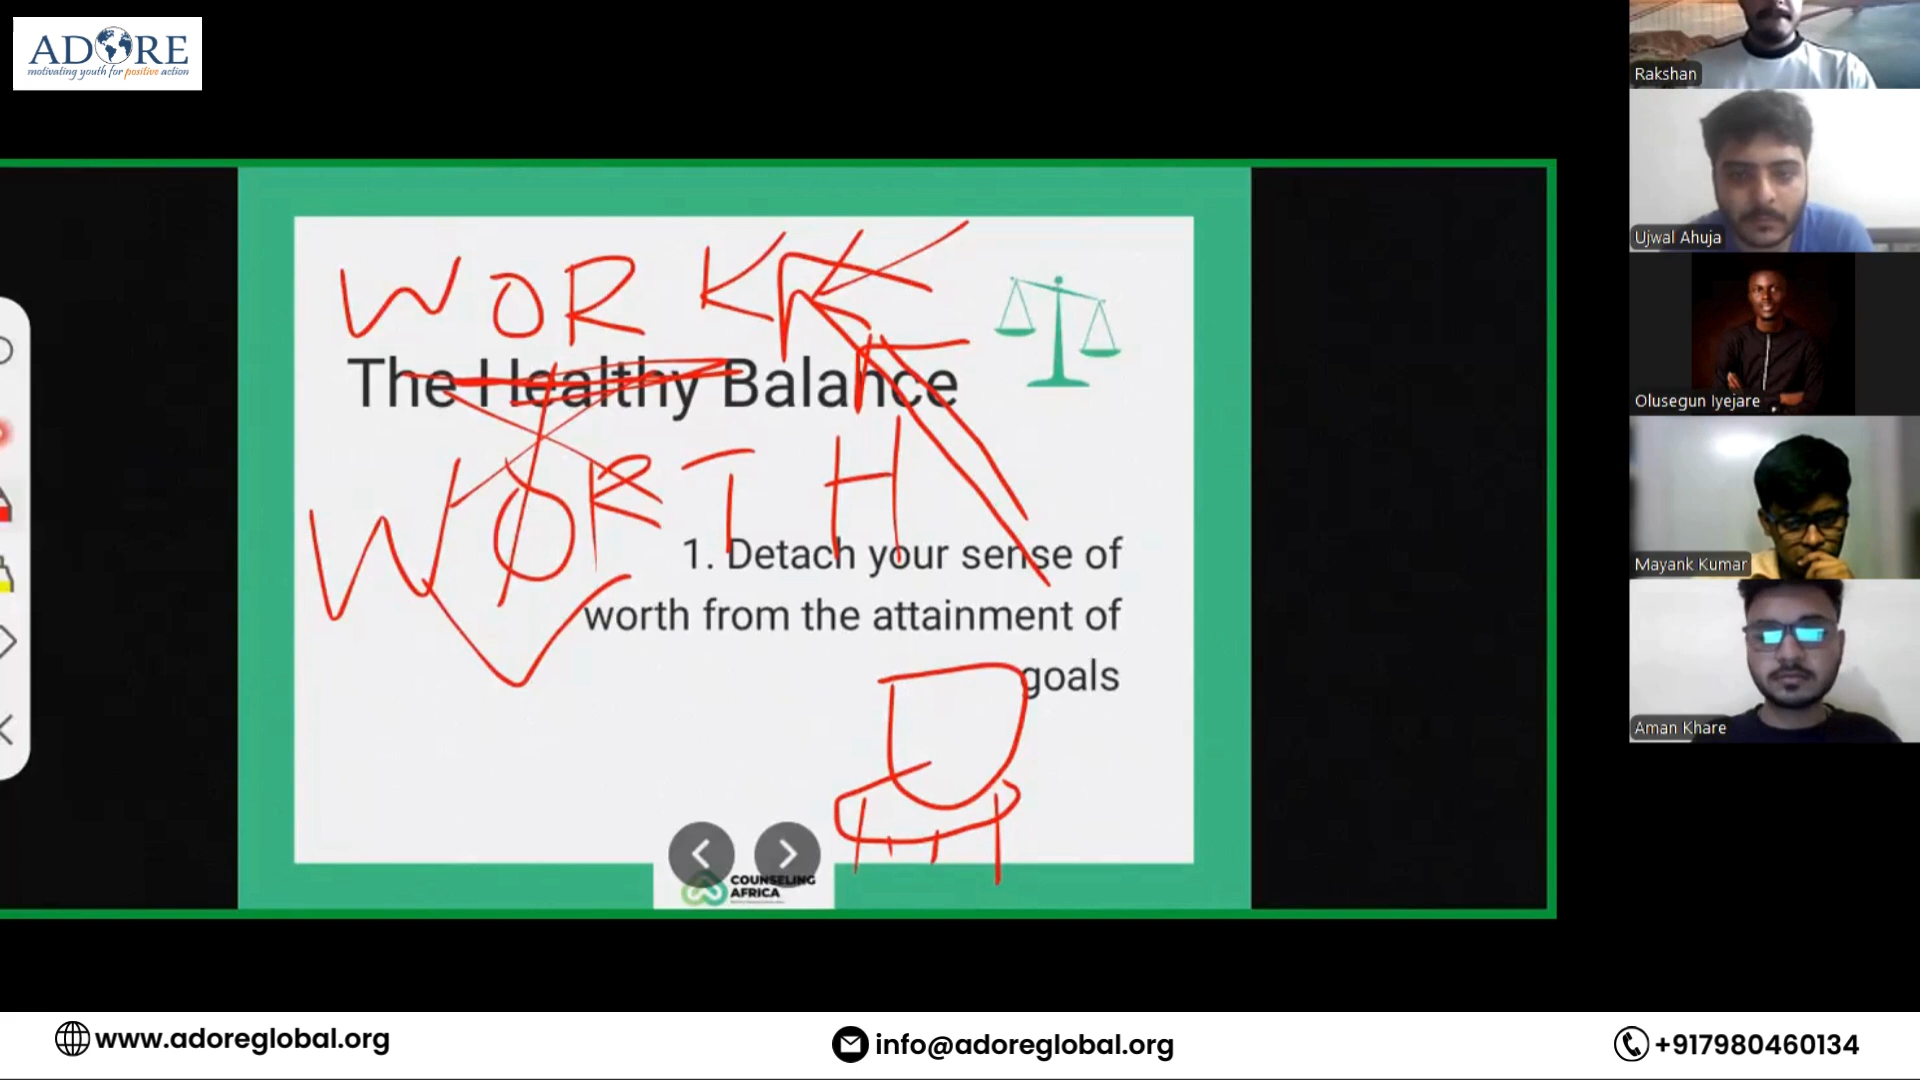 ADORE
motivating youth for positive action
WORK
The Healthy Balance
WORTH
1. Detach your sense of
worth from the attainment of
goals
COUNSELING
AFRICA
Rakshan
Ujwal Ahuja
Olusegun Iyejare
Mayank Kumar
Aman Khare
www.adoreglobal.org
info@adoreglobal.org
+917980460134